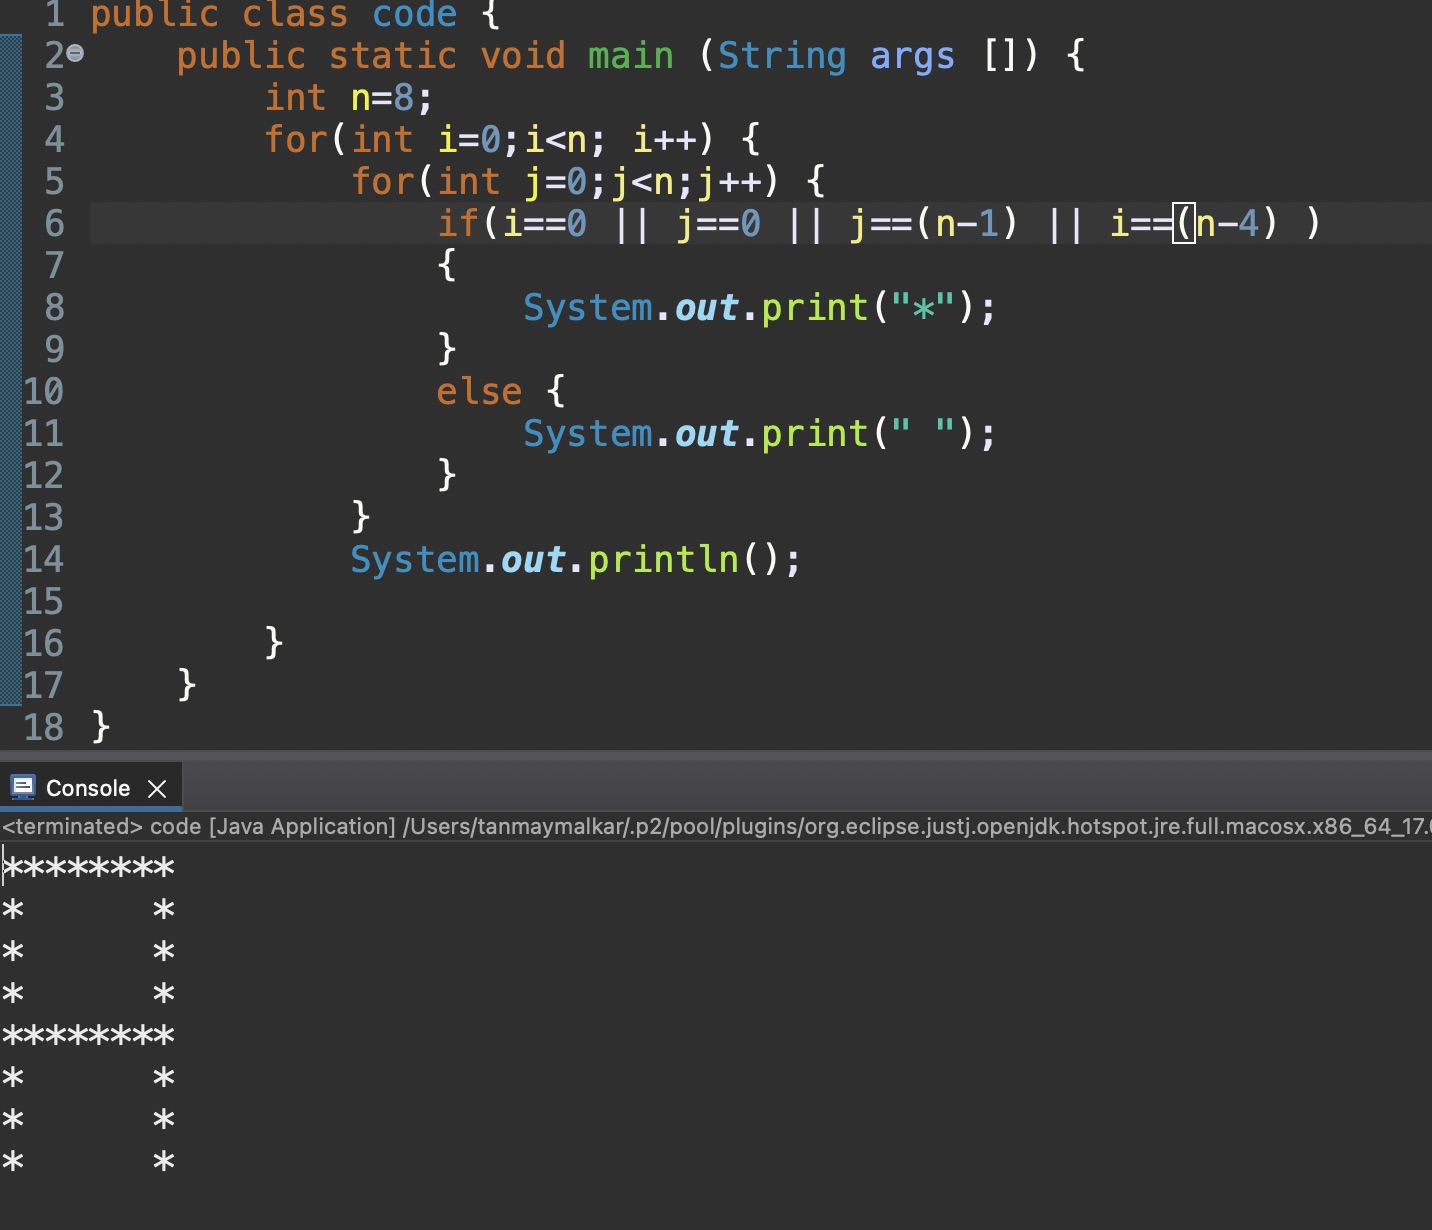 1 public class code {
2 public static void main (String args []) {
3 int n=8;
4 for(int i=0;i<n; i++) {
5 for(int j=0;j<n;j++) {
6 if(i==0 || j==0 || j==(n-1) || i==(n-4) )
7 {
8 System.out.print("*");
9 }
10 else {
11 System.out.print(" ");
12 }
13 }
14 System.out.println();
15
16 }
17 }
18 }
Console
<terminated> code [Java Application] /Users/tanmaymalkar/.p2/pool/plugins/org.eclipse.justj.openjdk.hotspot.jre.full.macosx.x86_64_17.
********
*      *
*      *
*      *
********
*      *
*      *
*      *